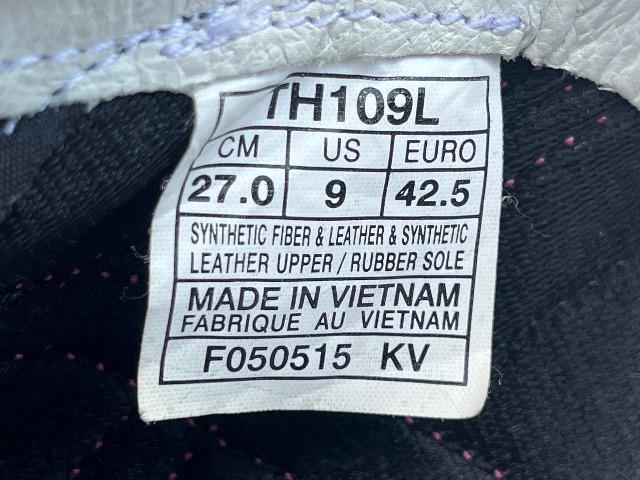 TH109L
CM US EURO
27.0 9 42.5
SYNTHETIC FIBER & LEATHER & SYNTHETIC
LEATHER UPPER / RUBBER SOLE
MADE IN VIETNAM
FABRIQUE AU VIETNAM
F050515 KV